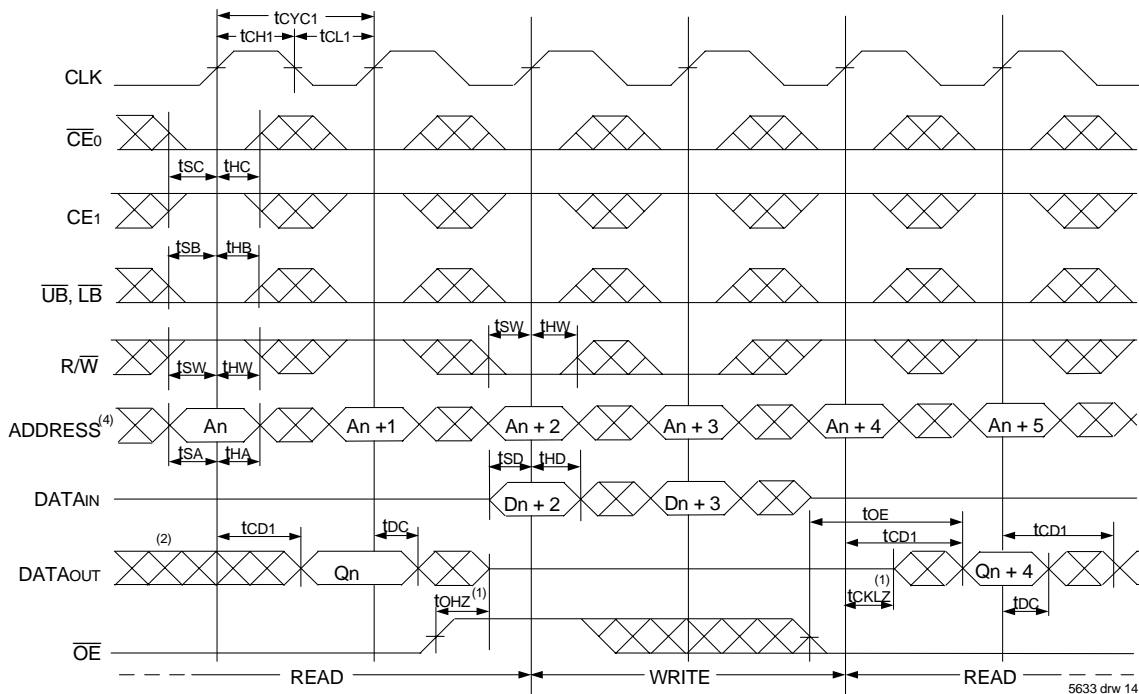 tCYC1
tCH1 tCL1
CLK
CE0
tSC tHC
CE1
tSB tHB
UB, LB
tSW tHW
R/W
tSW tHW
ADDRESS(4) An An +1 An + 2 An + 3 An + 4 An + 5
tSA tHA
tSD tHD
DATAIN Dn + 2 Dn + 3
tOE
(2) tCD1 tDC tCD1 tCD1
DATAOUT Qn Qn + 4
tOHZ(1) tCKLZ(1) tDC
OE
READ WRITE READ
5633 drw 14